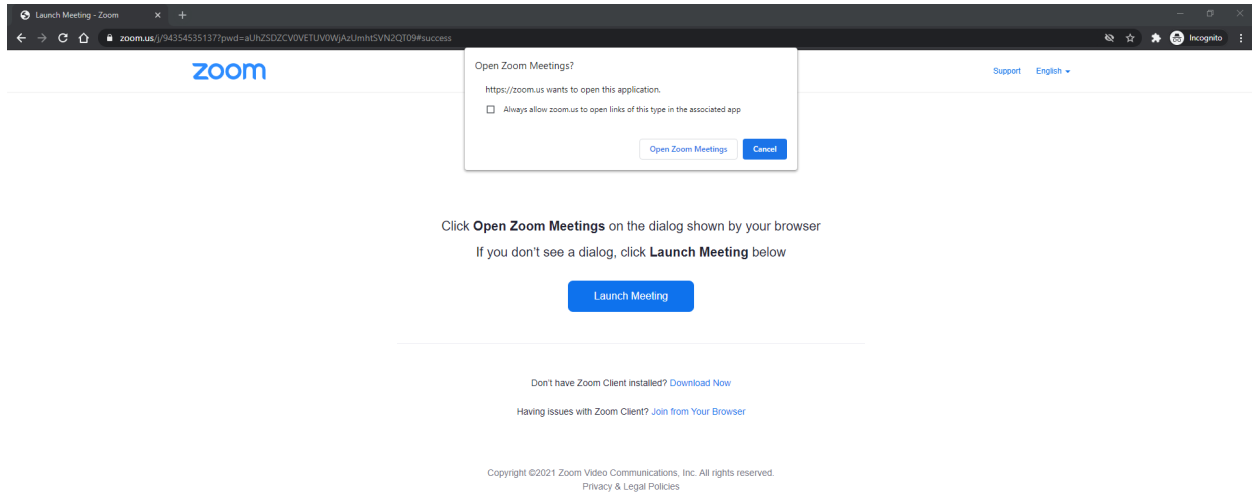 Launch Meeting - Zoom
zoom.us/j/94354535137?pwd=aUhZSDZCV0VETUV0WjAzUmhtSVN2QT09#success
Incognito
zoom
Support English
Open Zoom Meetings?
https://zoom.us wants to open this application.
Always allow zoom.us to open links of this type in the associated app
Open Zoom Meetings Cancel
Click Open Zoom Meetings on the dialog shown by your browser
If you don't see a dialog, click Launch Meeting below
Launch Meeting
Don't have Zoom Client installed? Download Now
Having issues with Zoom Client? Join from Your Browser
Copyright ©2021 Zoom Video Communications, Inc. All rights reserved.
Privacy & Legal Policies